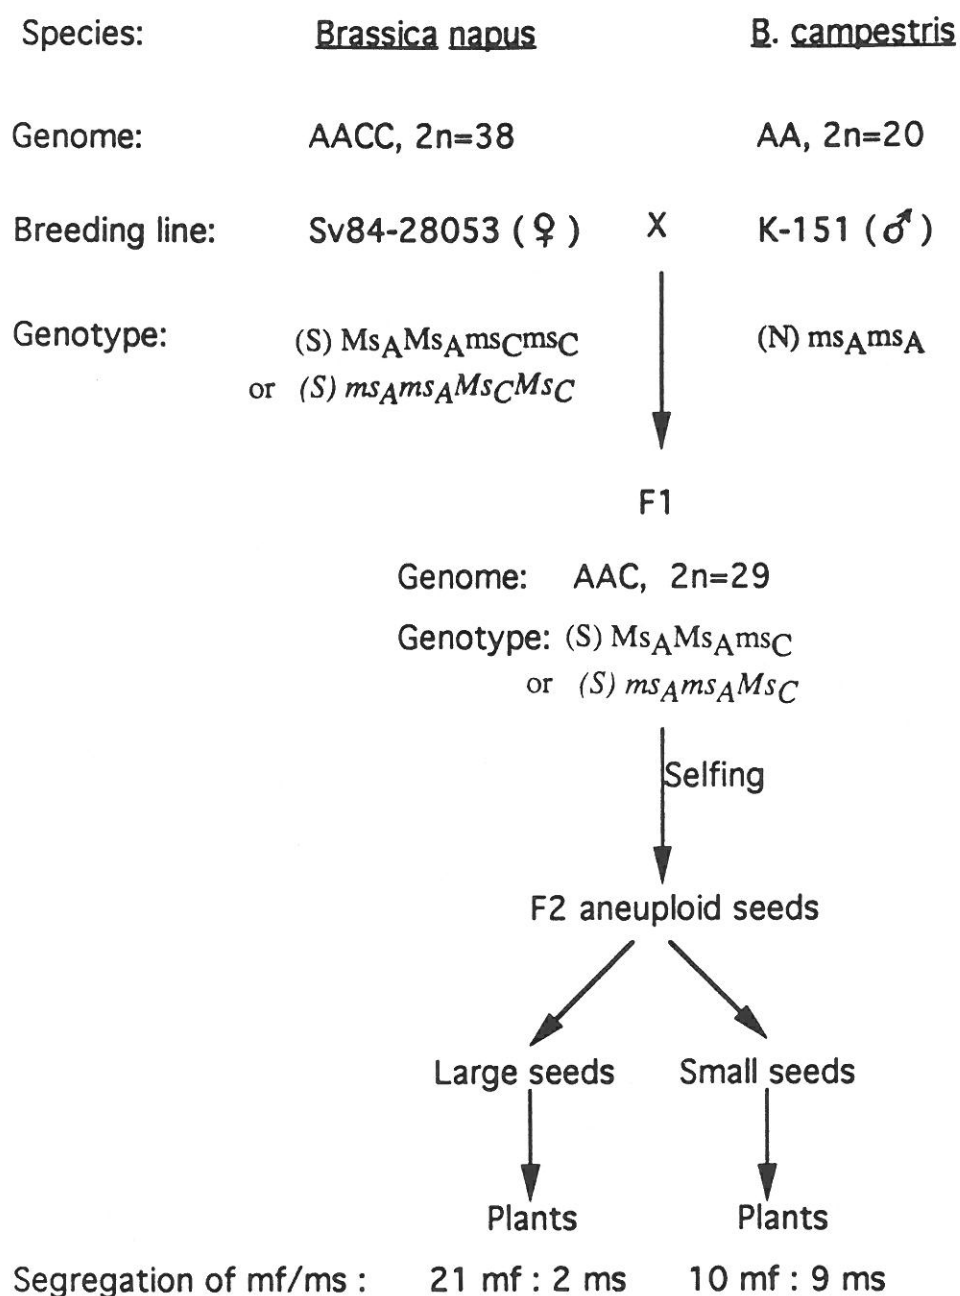 Species: Brassica napus B. campestris
Genome: AACC, 2n=38 AA, 2n=20
Breeding line: Sv84-28053 (♀) X K-151 (♂)
Genotype: (S) MsAMsAmsCmsC (N) msAmsA
or (S) msAmsAMsCMsC
F1
Genome: AAC, 2n=29
Genotype: (S) MsAMsAmsC
or (S) msAmsAMsC
Selfing
F2 aneuploid seeds
Large seeds Small seeds
Plants Plants
Segregation of mf/ms : 21 mf : 2 ms 10 mf : 9 ms